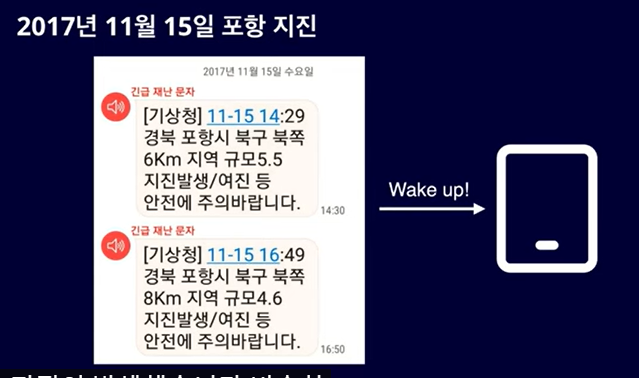 2017년 11월 15일 포항 지진
2017년 11월 15일 수요일
긴급 재난 문자
[기상청] 11-15 14:29
경북 포항시 북구 북쪽
6Km 지역 규모5.5
지진발생/여진 등
안전에 주의바랍니다.
14:30
긴급 재난 문자
[기상청] 11-15 16:49
경북 포항시 북구 북쪽
8Km 지역 규모4.6
지진발생/여진 등
안전에 주의바랍니다.
16:50
Wake up!